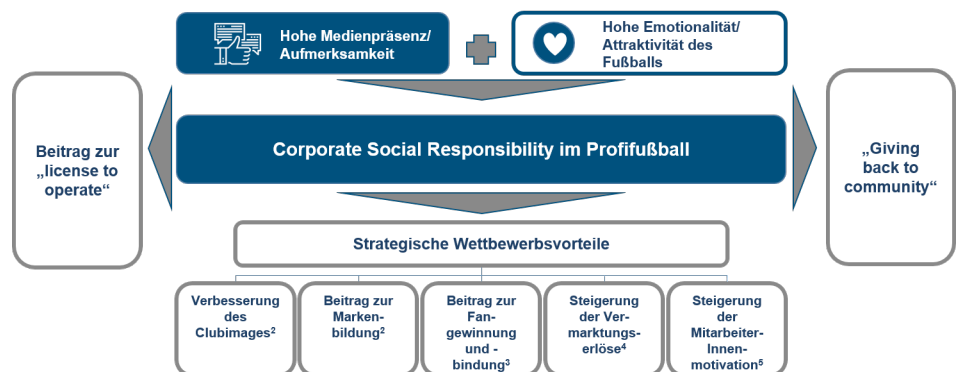 Hohe Medienpräsenz/
Aufmerksamkeit
Hohe Emotionalität/
Attraktivität des
Fußballs
Beitrag zur
„license to
operate“
Corporate Social Responsibility im Profifußball
„Giving
back to
community“
Strategische Wettbewerbsvorteile
Verbesserung
des
Clubimages²
Beitrag zur
Marken-
bildung²
Beitrag zur
Fan-
gewinnung
und -
bindung³
Steigerung
der Ver-
marktungs-
erlöse⁴
Steigerung
der
Mitarbeiter-
Innen-
motivation⁵